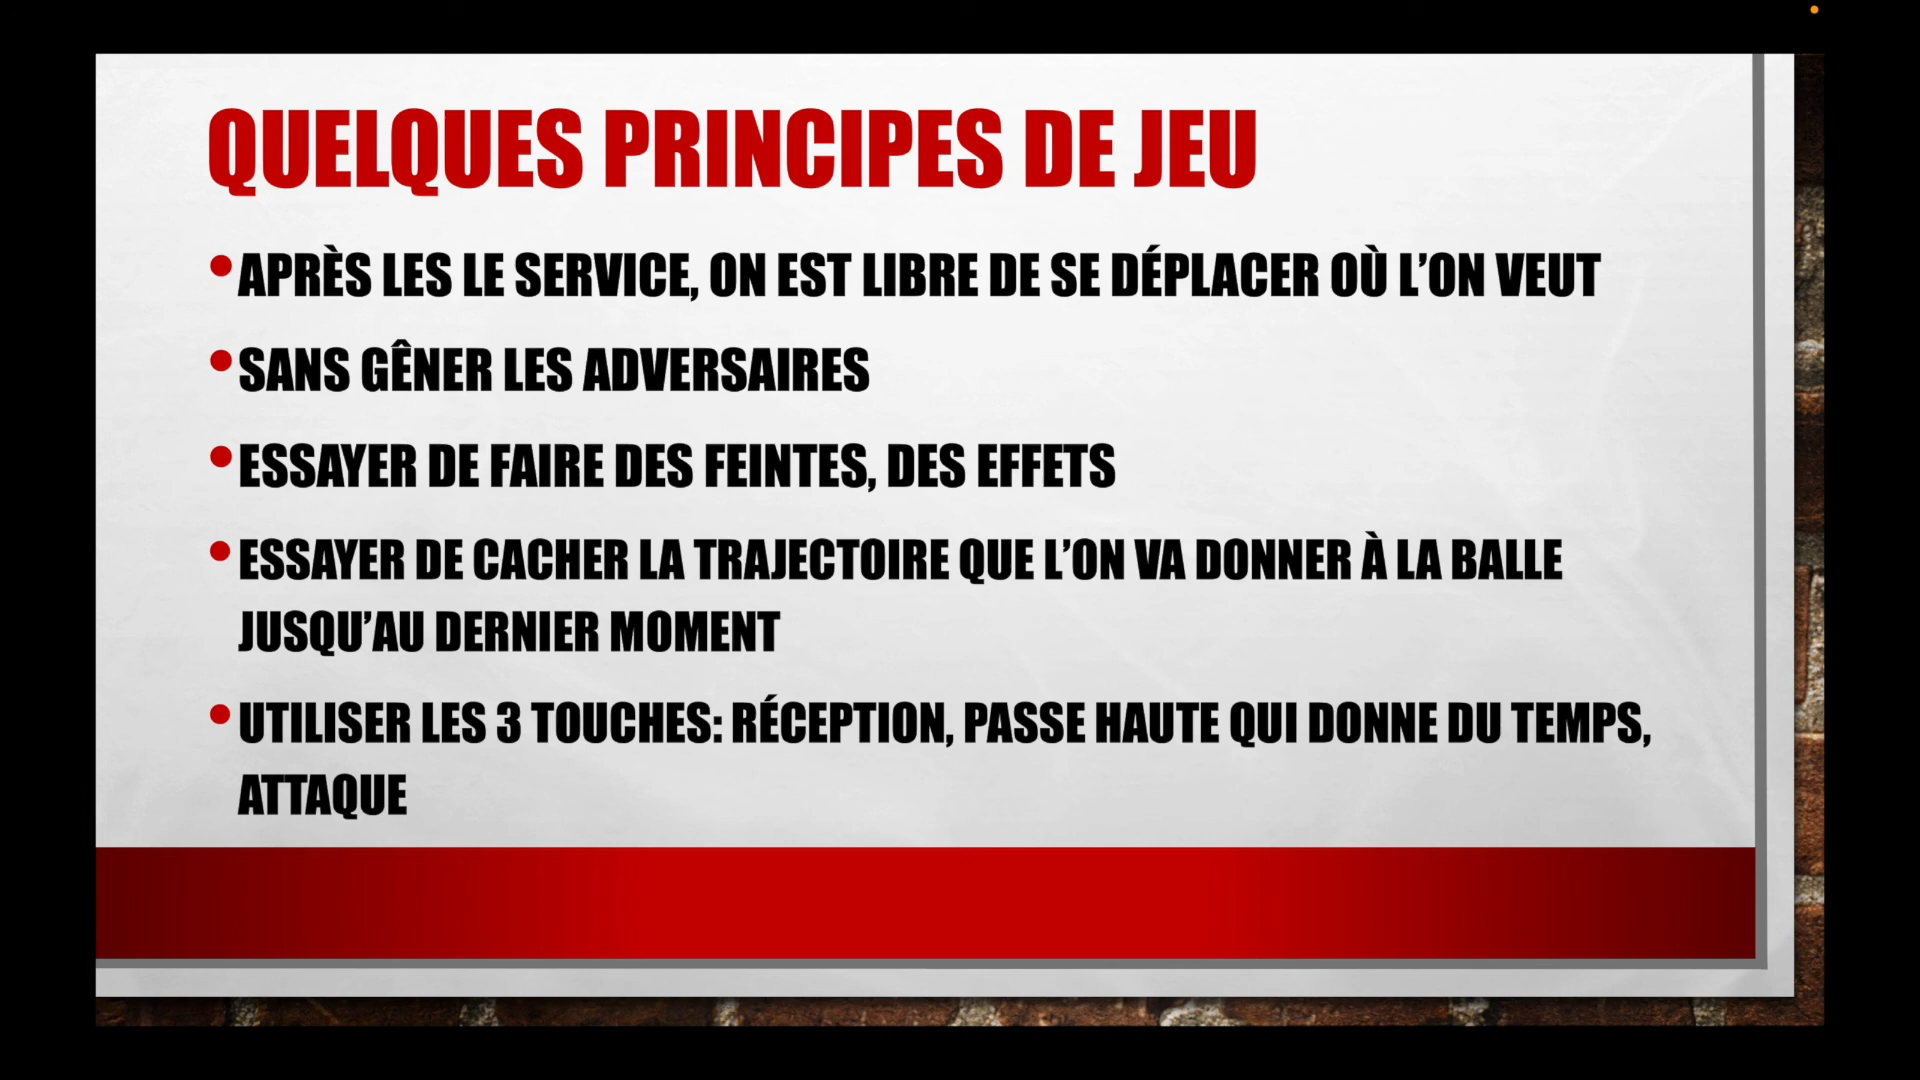 QUELQUES PRINCIPES DE JEU
• APRÈS LES LE SERVICE, ON EST LIBRE DE SE DÉPLACER OÙ L’ON VEUT
• SANS GÊNER LES ADVERSAIRES
• ESSAYER DE FAIRE DES FEINTES, DES EFFETS
• ESSAYER DE CACHER LA TRAJECTOIRE QUE L’ON VA DONNER À LA BALLE
JUSQU’AU DERNIER MOMENT
• UTILISER LES 3 TOUCHES: RÉCEPTION, PASSE HAUTE QUI DONNE DU TEMPS,
ATTAQUE